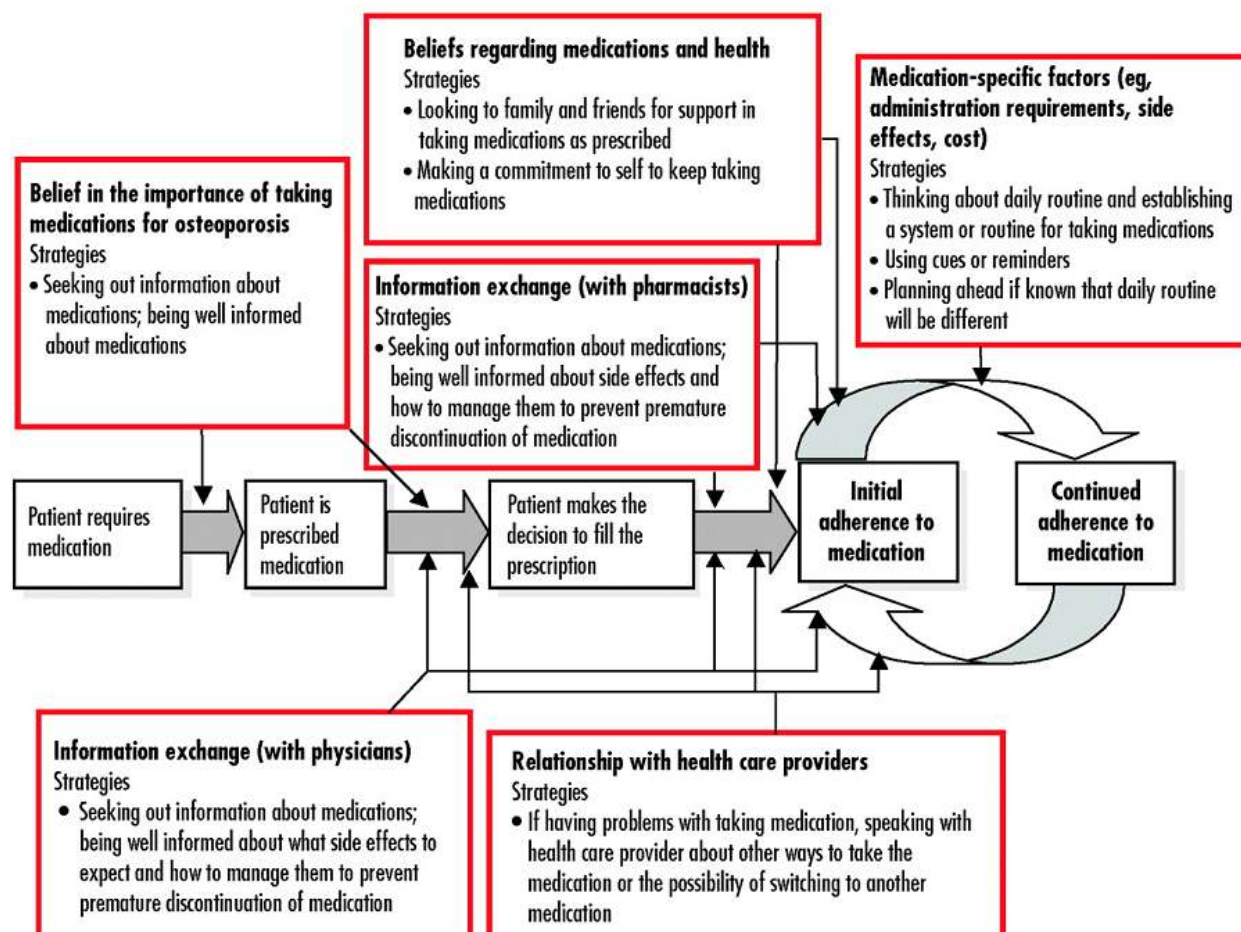 Beliefs regarding medications and health
Strategies
• Looking to family and friends for support in
taking medications as prescribed
• Making a commitment to self to keep taking
medications
Medication-specific factors (eg,
administration requirements, side
effects, cost)
Strategies
• Thinking about daily routine and establishing
a system or routine for taking medications
• Using cues or reminders
• Planning ahead if known that daily routine
will be different
Belief in the importance of taking
medications for osteoporosis
Strategies
• Seeking out information about
medications; being well informed
about medications
Information exchange (with pharmacists)
Strategies
• Seeking out information about medications;
being well informed about side effects and
how to manage them to prevent premature
discontinuation of medication
Patient requires
medication
Patient is
prescribed
medication
Patient makes the
decision to fill the
prescription
Initial
adherence to
medication
Continued
adherence to
medication
Information exchange (with physicians)
Strategies
• Seeking out information about medications;
being well informed about what side effects to
expect and how to manage them to prevent
premature discontinuation of medication
Relationship with health care providers
Strategies
• If having problems with taking medication, speaking with
health care provider about other ways to take the
medication or the possibility of switching to another
medication